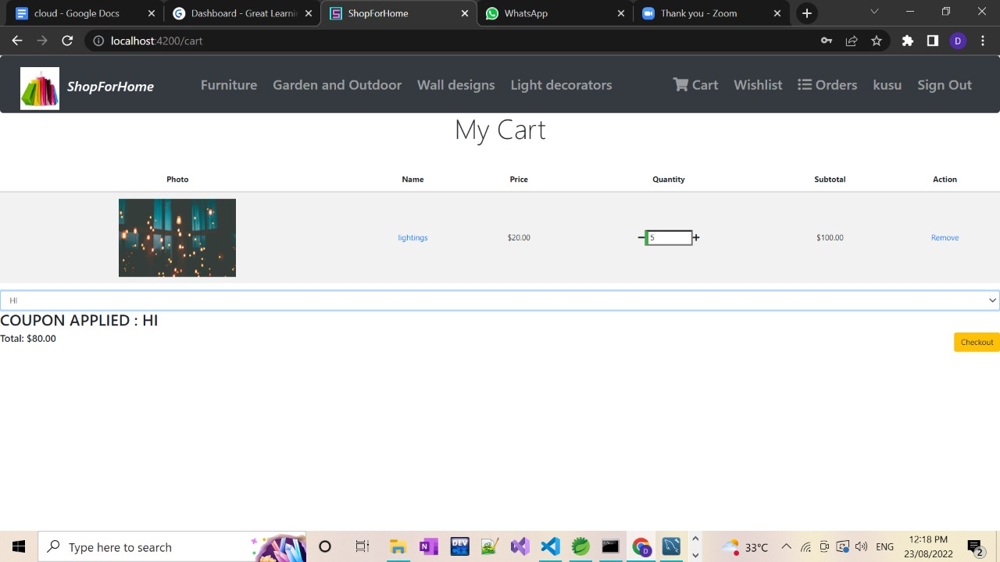 cloud - Google Docs
Dashboard - Great Learnin
ShopForHome
WhatsApp
Thank you - Zoom
localhost:4200/cart
D
ShopForHome
Furniture
Garden and Outdoor
Wall designs
Light decorators
Cart
Wishlist
Orders
kusu
Sign Out
My Cart
Photo Name Price Quantity Subtotal Action
lightings $20.00 5 $100.00 Remove
HI
COUPON APPLIED : HI
Total: $80.00
Checkout
Type here to search
DEV
33°C
ENG
12:18 PM
23/08/2022
2